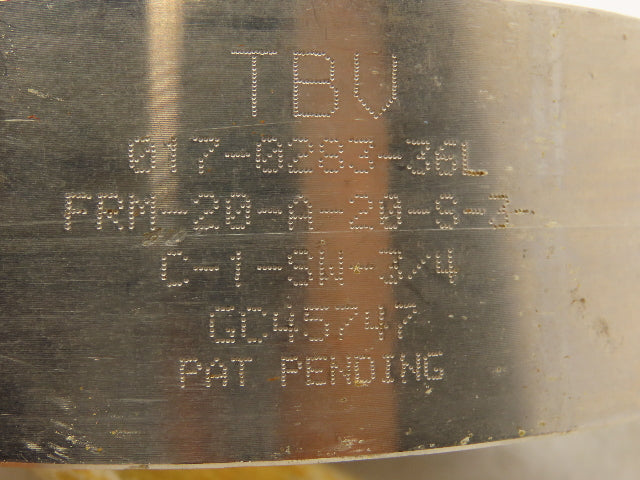 TBV
017-0283-36L
FRM-20-A-20-S-3-
C-1-SW-3/4
GC45747
PAT PENDING